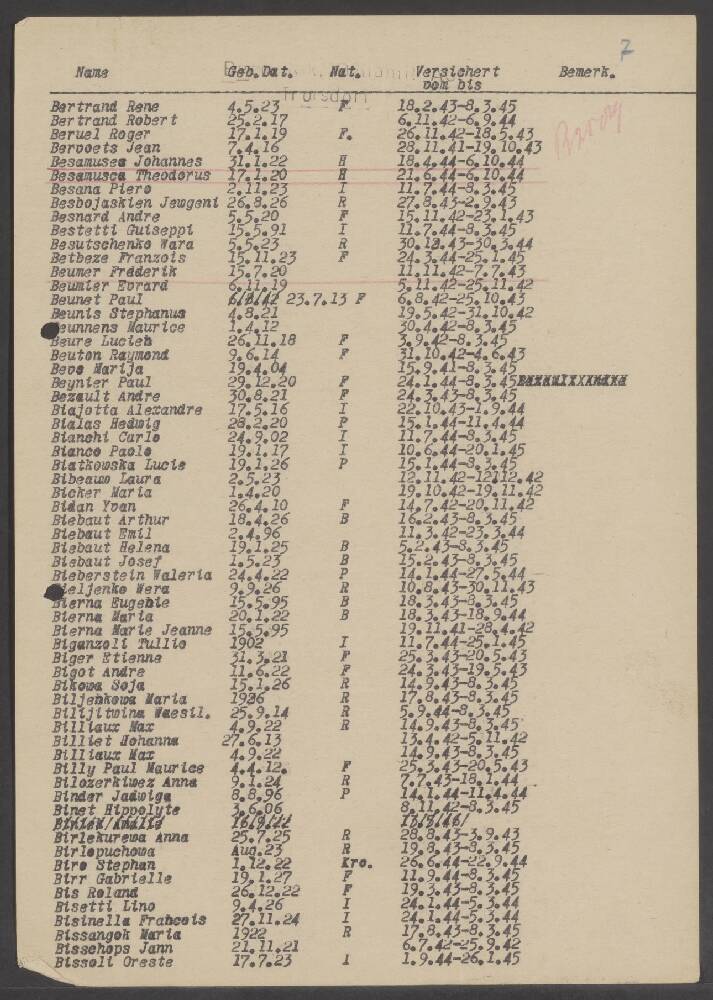 7
Name Geb.Dat. Nat. Versichert Bemerk.
vom bis
Troisdorf
Bertrand Rene 4.5.23 F 18.2.43-8.3.45
Bertrand Robert 25.2.17 6.11.42-6.9.44
Beruel Roger 17.1.19 F. 26.11.42-18.5.43
Bervoets Jean 7.4.16 28.11.41-19.10.43
Besamusea Johannes 31.1.22 H 18.4.44-6.10.44
Besamusca Theodorus 17.1.20 H 21.6.44-6.10.44
Besana Piero 2.11.23 I 11.7.44-8.3.45
Besbojaskien Jewgeni 26.8.26 R 27.8.43-2.9.43
Besnard Andre 5.5.20 F 15.11.42-23.1.43
Bestetti Guiseppi 15.5.91 I 11.7.44-8.3.45
Besutschenko Wara 5.5.23 R 30.12.43-30.3.44
Betbeze Franzois 15.11.23 F 24.3.44-25.1.45
Beumer Frederik 15.7.20 11.11.42-7.7.43
Beumier Evrard 6.11.19 5.11.42-25.11.42
Beunet Paul 23.7.13 F 6.8.42-25.10.43
Beunis Stephanus 4.8.21 19.5.42-31.10.42
eunnens Maurice 1.4.12 30.4.42-8.3.45
Beure Lucien 26.11.18 F 3.9.42-8.3.45
Beuton Raymond 9.6.14 F 31.10.42-4.6.43
Bevo Marija 19.4.04 15.9.41-8.3.45
Beynier Paul 29.12.20 F 24.1.44-8.3.45
Bezault Andre 30.8.21 F 24.3.43-8.3.45
Biajotta Alexandre 17.5.16 I 22.10.43-1.9.44
Bialas Hedwig 28.2.20 P 15.1.44-11.4.44
Bianchi Carlo 24.9.02 I 11.7.44-8.3.45
Bianco Paolo 19.1.17 I 10.6.44-20.1.45
Biatkowska Lucie 19.1.26 P 15.1.44-8.3.45
Bibeauw Laura 2.5.23 12.11.42-12112.42
Bicker Maria 1.4.20 19.10.42-19.11.42
Bidan Yvan 26.4.10 F 14.7.42-20.11.42
Biebaut Arthur 18.4.26 B 16.2.43-8.3.45
Biebaut Emil 2.4.96 11.3.42-23.3.44
Biebaut Helena 19.1.25 B 5.2.43-8.3.45
Biebaut Josef 1.5.23 B 15.2.43-8.3.45
Bieberstein Waleria 24.4.22 P 14.1.44-27.5.44
ieljenko Wera 9.9.26 R 10.8.43-30.11.43
Bierna Eugenie 15.5.95 B 18.3.43-8.3.45
Bierna Maria 20.1.22 B 18.3.43-18.9.44
Bierna Marie Jeanne 15.5.95 19.11.41-28.4.42
Biganzoli Tullio 1902 I 11.7.44-25.1.45
Biger Etienne 31.3.21 F 25.3.43-20.5.43
Bigot Andre 11.6.22 F 24.3.43-19.5.43
Bikowa Soja 15.1.26 R 14.9.43-8.3.45
Biljenkowa Maria 1926 R 17.8.43-8.3.45
Bilijitwina Waesil. 25.9.14 R 5.9.44-8.3.45
Billiaux Max 4.9.22 R 14.9.43-8.3.45
Billiet Johanna 27.6.13 13.4.42-5.11.42
Billiaux Max 4.9.22 14.9.43-8.3.45
Billy Paul Maurice 4.4.12. F 25.3.43-20.5.43
Bilozerkiwez Anna 9.1.24 R 7.7.43-18.1.44
Binder Jadwiga 8.8.96 P 14.1.44-11.4.44
Binet Hippolyte 3.6.06 8.11.42-8.3.45
Birlekurewa Anna 25.7.25 R 28.8.43-3.9.43
Birlopuchowa Aug.23 R 19.8.43-8.3.45
Biro Stephan 1.12.22 Kro. 26.6.44-22.9.44
Birr Gabrielle 19.1.27 F 11.9.44-8.3.45
Bis Roland 26.12.22 F 19.3.43-8.3.45
Bisetti Lino 9.4.26 I 24.1.44-5.3.44
Bisinella Francois 27.11.24 I 24.1.44-5.3.44
Bissangok Maria 1922 R 17.8.43-8.3.45
Bisschops Jann 21.11.21 6.7.42-25.9.42
Bissoli Oreste 17.7.23 I 1.9.44-26.1.45